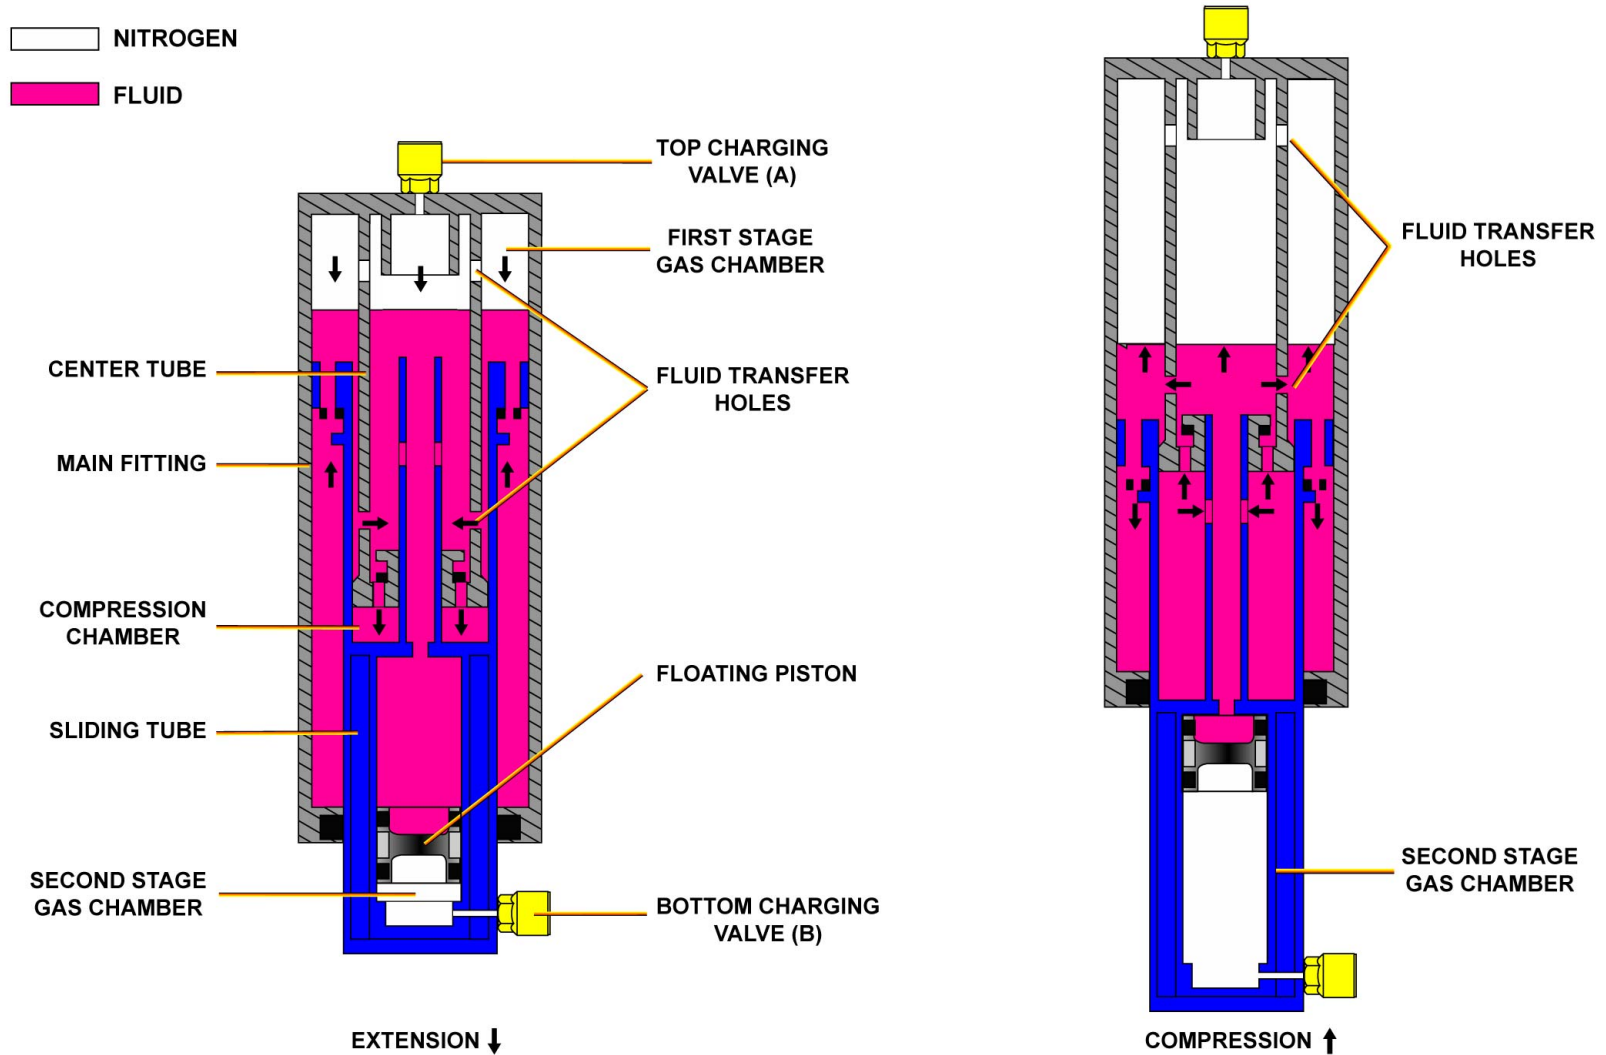 NITROGEN
FLUID
TOP CHARGING
VALVE (A)
FIRST STAGE
GAS CHAMBER
CENTER TUBE
FLUID TRANSFER
HOLES
MAIN FITTING
COMPRESSION
CHAMBER
FLOATING PISTON
SLIDING TUBE
SECOND STAGE
GAS CHAMBER
BOTTOM CHARGING
VALVE (B)
EXTENSION
FLUID TRANSFER
HOLES
SECOND STAGE
GAS CHAMBER
COMPRESSION